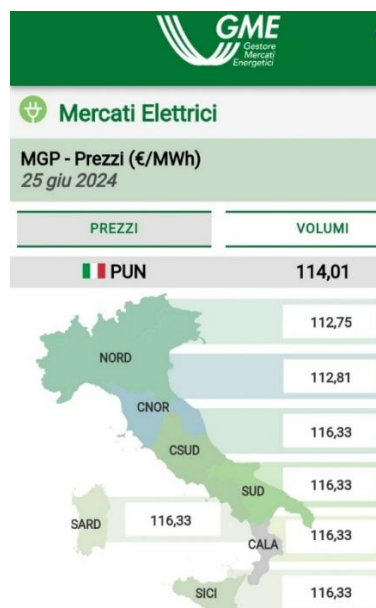 GME
Gestore
Mercati
Energetici
Mercati Elettrici
MGP - Prezzi (€/MWh)
25 giu 2024
PREZZI
VOLUMI
PUN
114,01
NORD
112,75
CNOR
112,81
CSUD
116,33
SUD
116,33
SARD
116,33
CALA
116,33
SICI
116,33